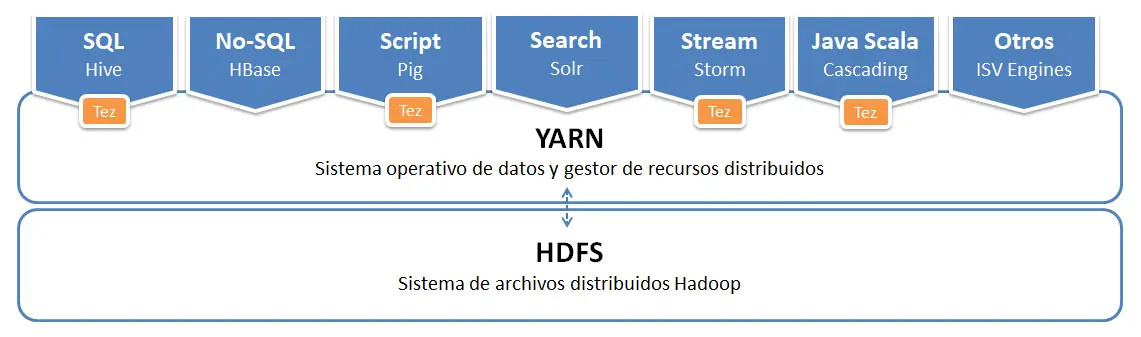 SQL
Hive
Tez
No-SQL
HBase
Script
Pig
Tez
Search
Solr
Stream
Storm
Tez
Java Scala
Cascading
Tez
Otros
ISV Engines
YARN
Sistema operativo de datos y gestor de recursos distribuidos
HDFS
Sistema de archivos distribuidos Hadoop